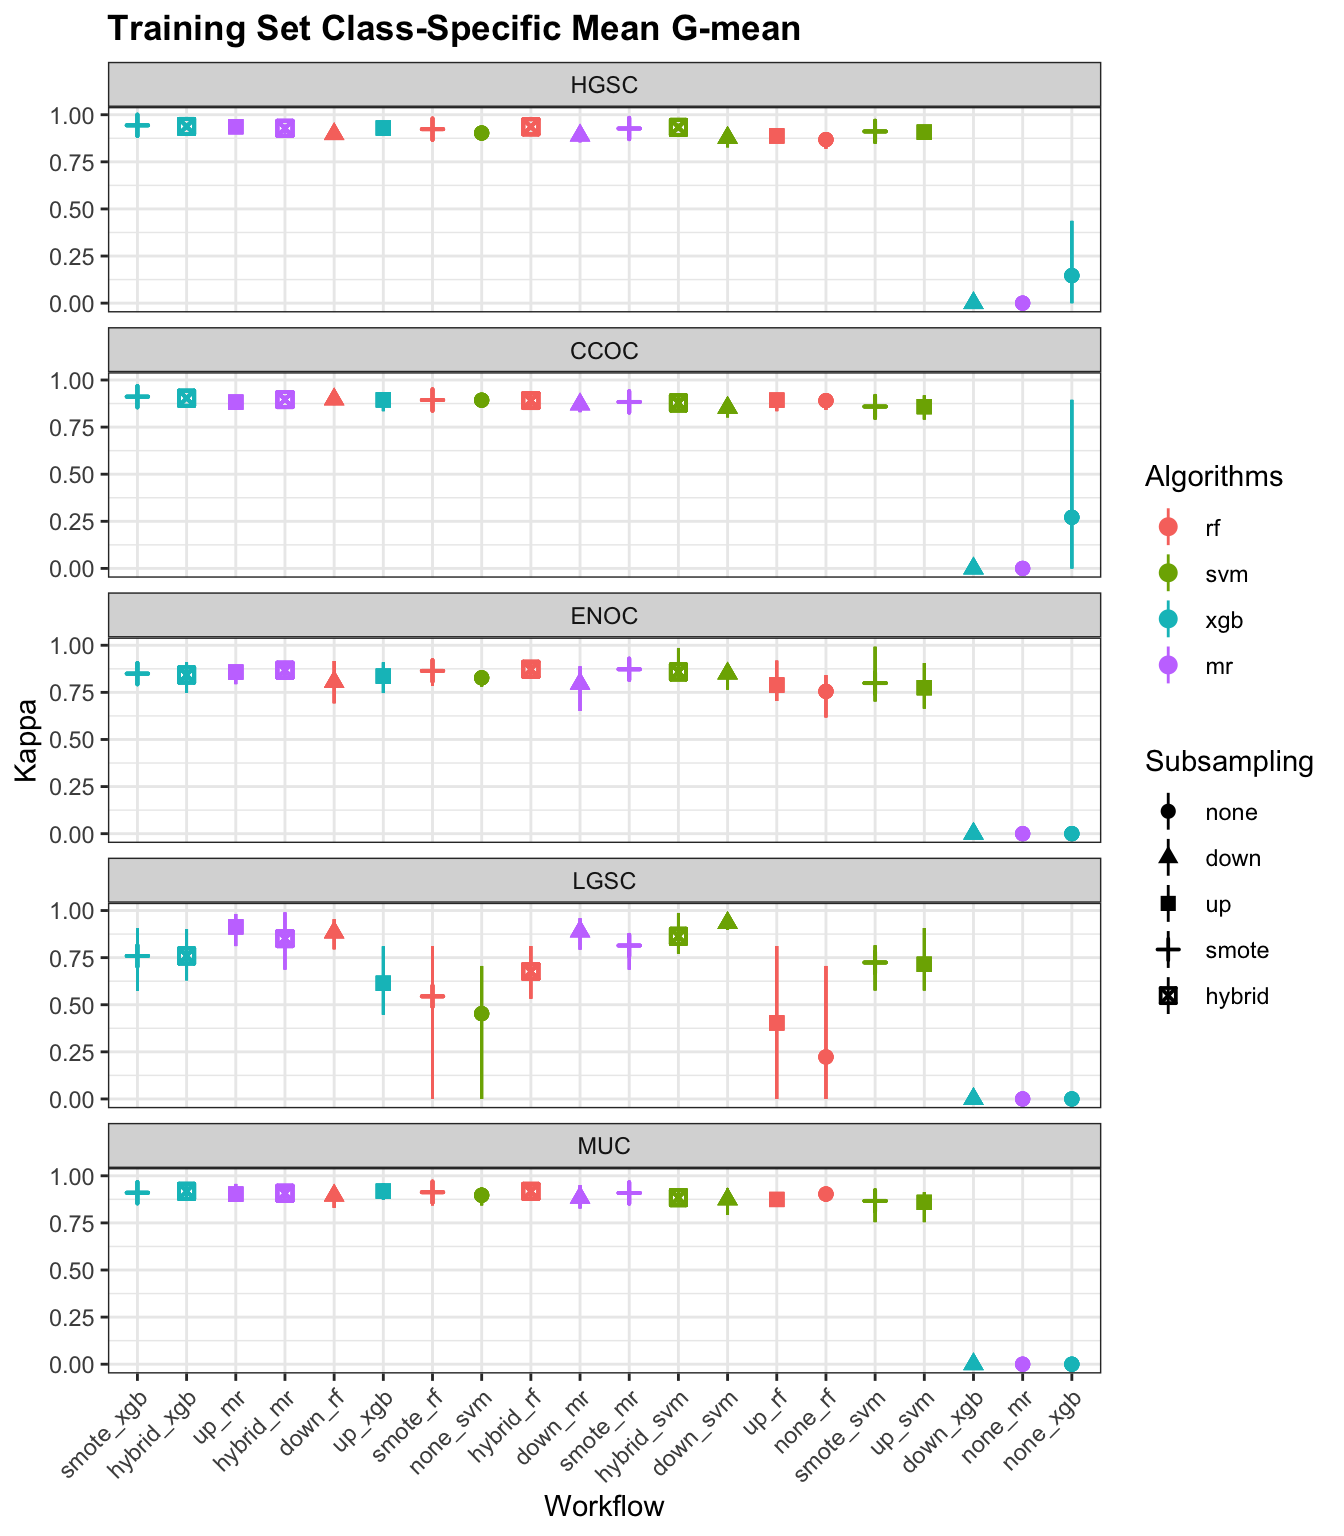 Training Set Class-Specific Mean G-mean
HGSC
1.00
0.75
0.50
0.25
0.00
CCOC
1.00
0.75
0.50
0.25
0.00
ENOC
1.00
0.75
0.50
0.25
0.00
LGSC
1.00
0.75
0.50
0.25
0.00
MUC
1.00
0.75
0.50
0.25
0.00
Kappa
smote_xgb
hybrid_xgb
up_mr
hybrid_mr
down_rf
up_xgb
smote_rf
none_svm
hybrid_rf
down_mr
smote_mr
hybrid_svm
down_svm
up_rf
none_rf
smote_svm
up_svm
down_xgb
none_mr
none_xgb
Workflow
Algorithms
rf
svm
xgb
mr
Subsampling
none
down
up
smote
hybrid